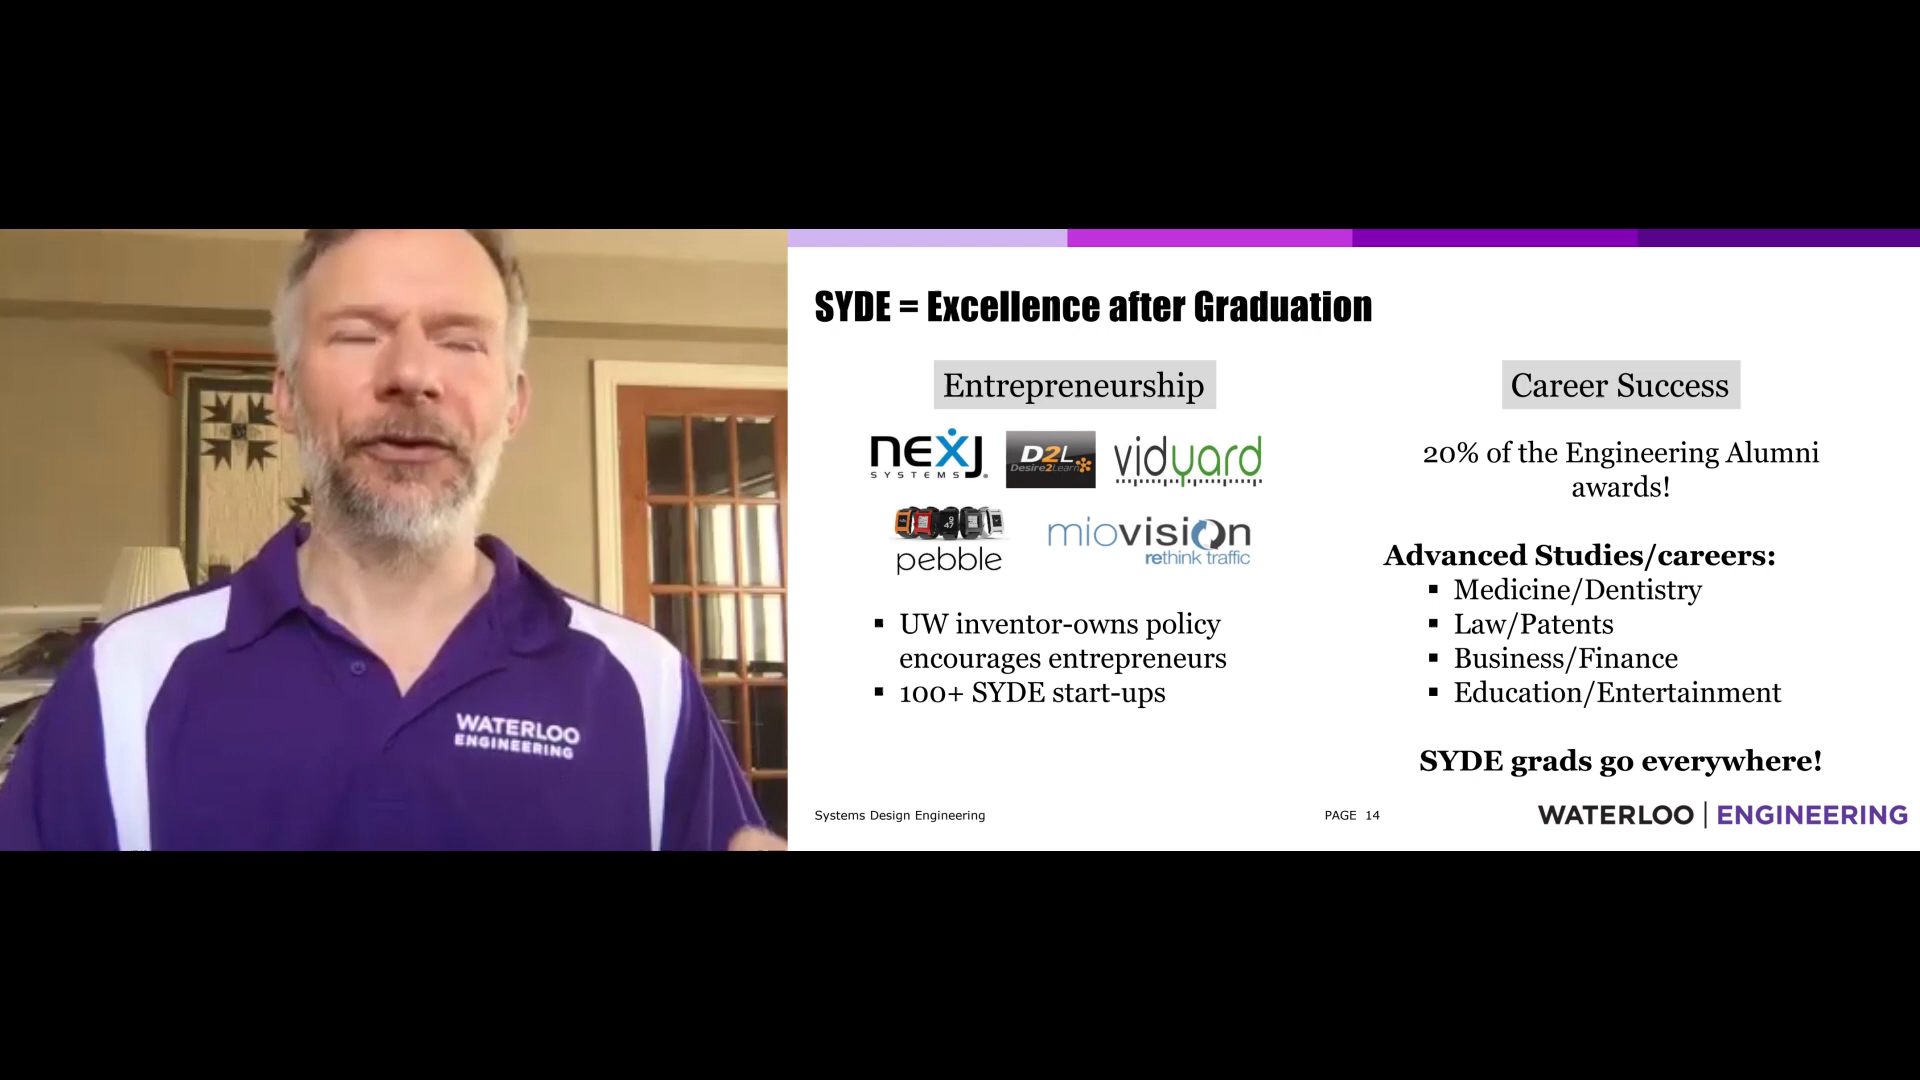 WATERLOO
ENGINEERING
SYDE = Excellence after Graduation
Entrepreneurship
nexj
SYSTEMS
D2L
Desire2Learn
vidyard
pebble
miovision
rethink traffic
▪ UW inventor-owns policy
encourages entrepreneurs
▪ 100+ SYDE start-ups
Career Success
20% of the Engineering Alumni
awards!
Advanced Studies/careers:
▪ Medicine/Dentistry
▪ Law/Patents
▪ Business/Finance
▪ Education/Entertainment
SYDE grads go everywhere!
Systems Design Engineering
PAGE 14
WATERLOO | ENGINEERING